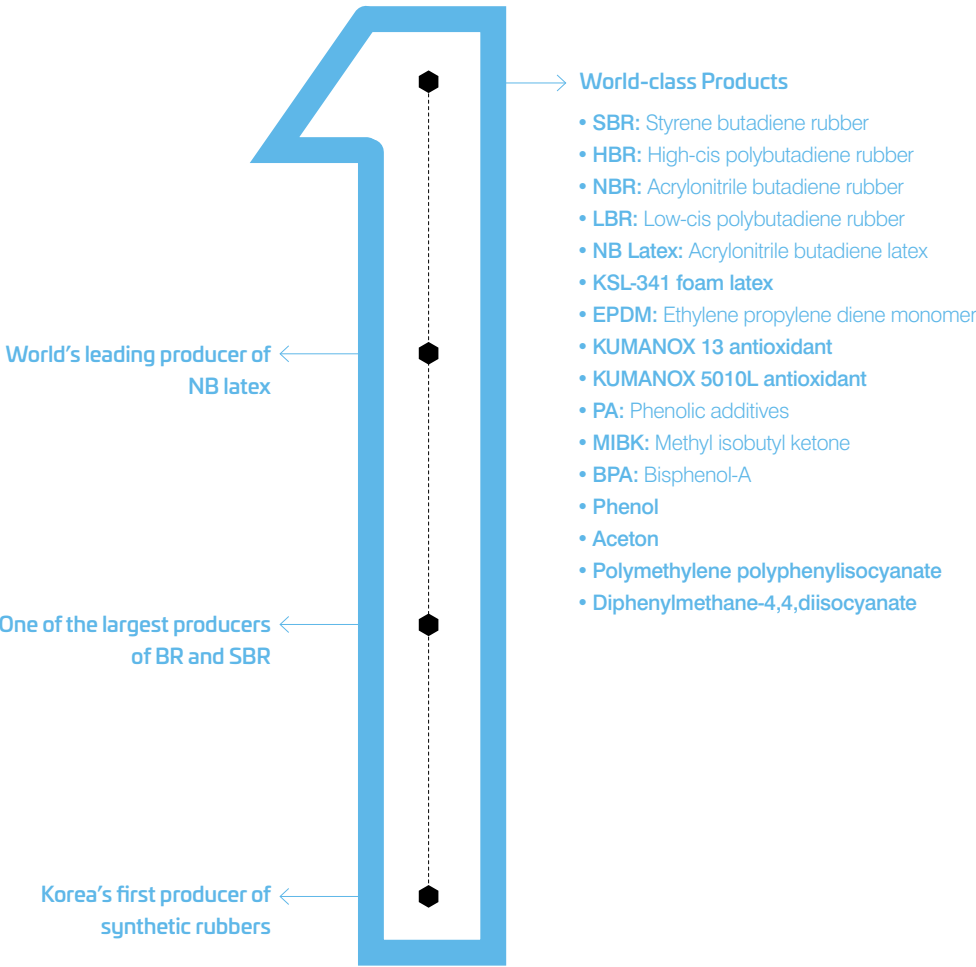 World-class Products
• SBR: Styrene butadiene rubber
• HBR: High-cis polybutadiene rubber
• NBR: Acrylonitrile butadiene rubber
• LBR: Low-cis polybutadiene rubber
• NB Latex: Acrylonitrile butadiene latex
• KSL-341 foam latex
• EPDM: Ethylene propylene diene monomer
• KUMANOX 13 antioxidant
• KUMANOX 5010L antioxidant
• PA: Phenolic additives
• MIBK: Methyl isobutyl ketone
• BPA: Bisphenol-A
• Phenol
• Aceton
• Polymethylene polyphenylisocyanate
• Diphenylmethane-4,4,diisocyanate
World's leading producer of
NB latex
One of the largest producers
of BR and SBR
Korea's first producer of
synthetic rubbers